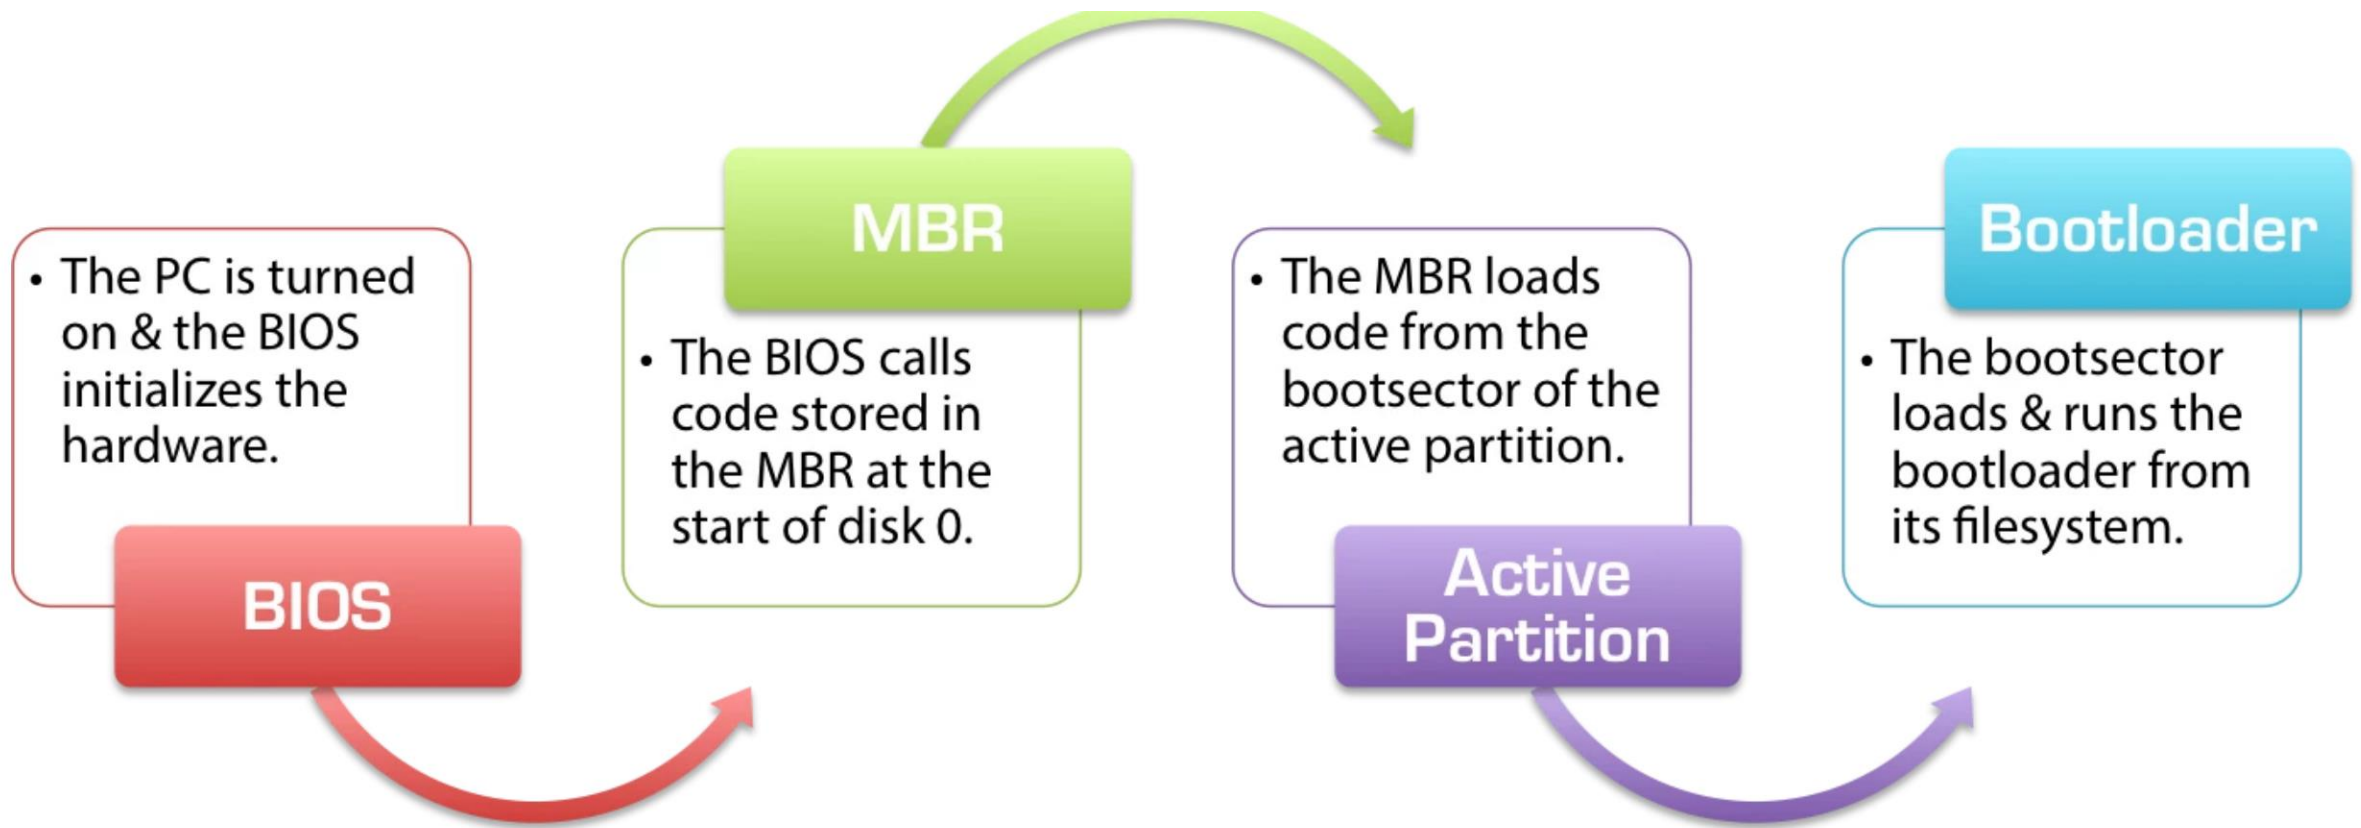 • The PC is turned
on & the BIOS
initializes the
hardware.
BIOS
MBR
• The BIOS calls
code stored in
the MBR at the
start of disk 0.
• The MBR loads
code from the
bootsector of the
active partition.
Active
Partition
Bootloader
• The bootsector
loads & runs the
bootloader from
its filesystem.